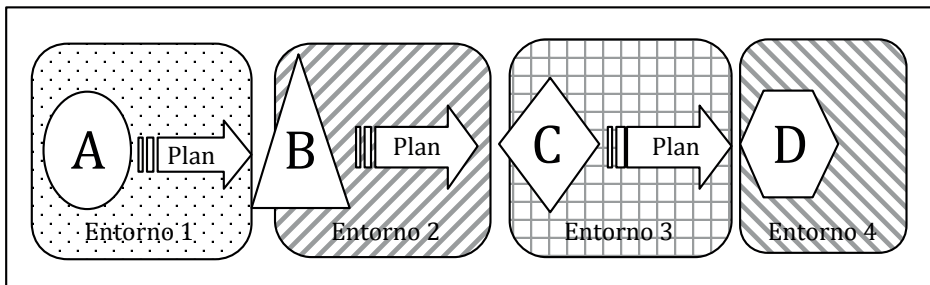 A
Plan
Entorno 1
B
Plan
Entorno 2
C
Plan
Entorno 3
D
Entorno 4